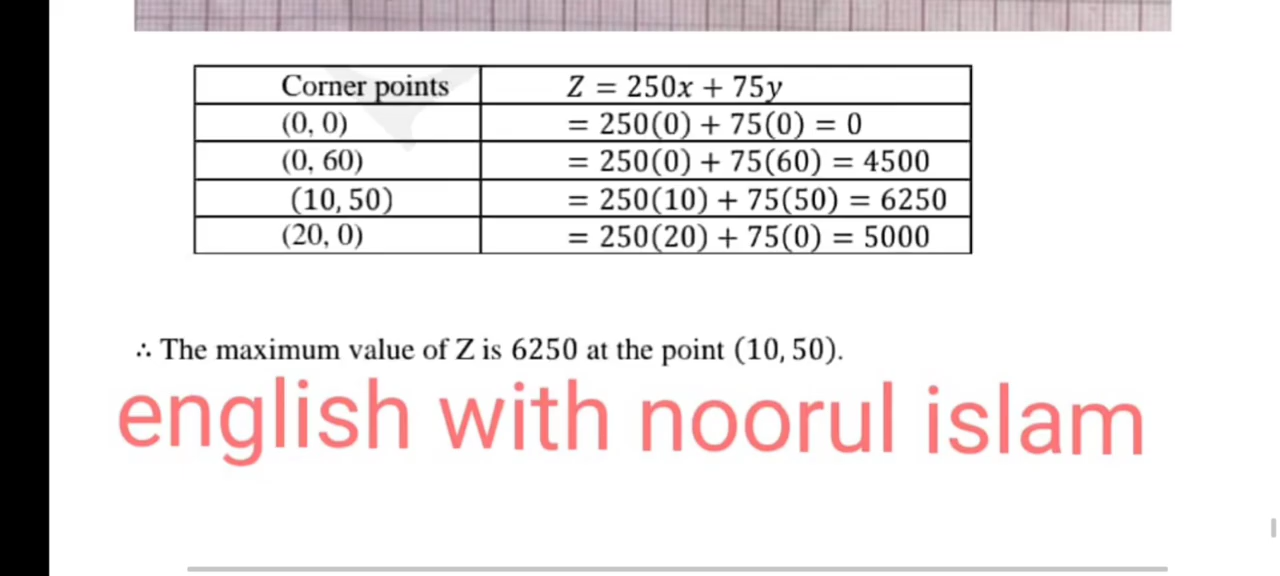 Corner points Z = 250x + 75y
(0, 0) = 250(0) + 75(0) = 0
(0, 60) = 250(0) + 75(60) = 4500
(10, 50) = 250(10) + 75(50) = 6250
(20, 0) = 250(20) + 75(0) = 5000
∴ The maximum value of Z is 6250 at the point (10, 50).
english with noorul islam